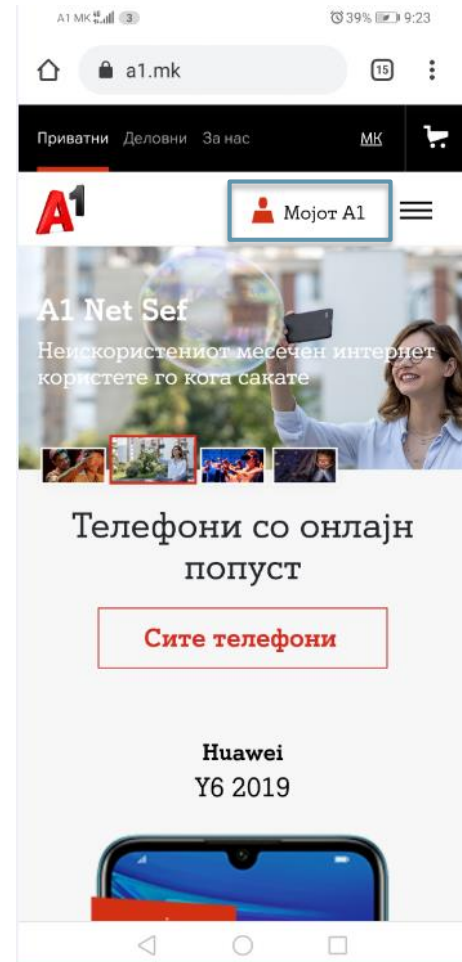 A1 MK 3 39% 9:23
a1.mk 15
Приватни Деловни За нас МК
A1 Мојот А1
A1 Net Sef
Неискористениот месечен интернет
користете го кога сакате
Телефони со онлајн
попуст
Сите телефони
Huawei
Y6 2019